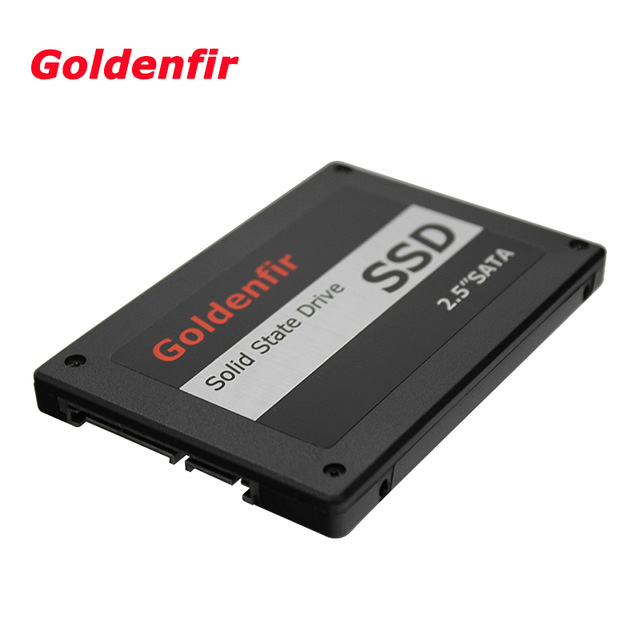 Goldenfir
Goldenfir
Solid State Drive
SSD
2.5"SATA